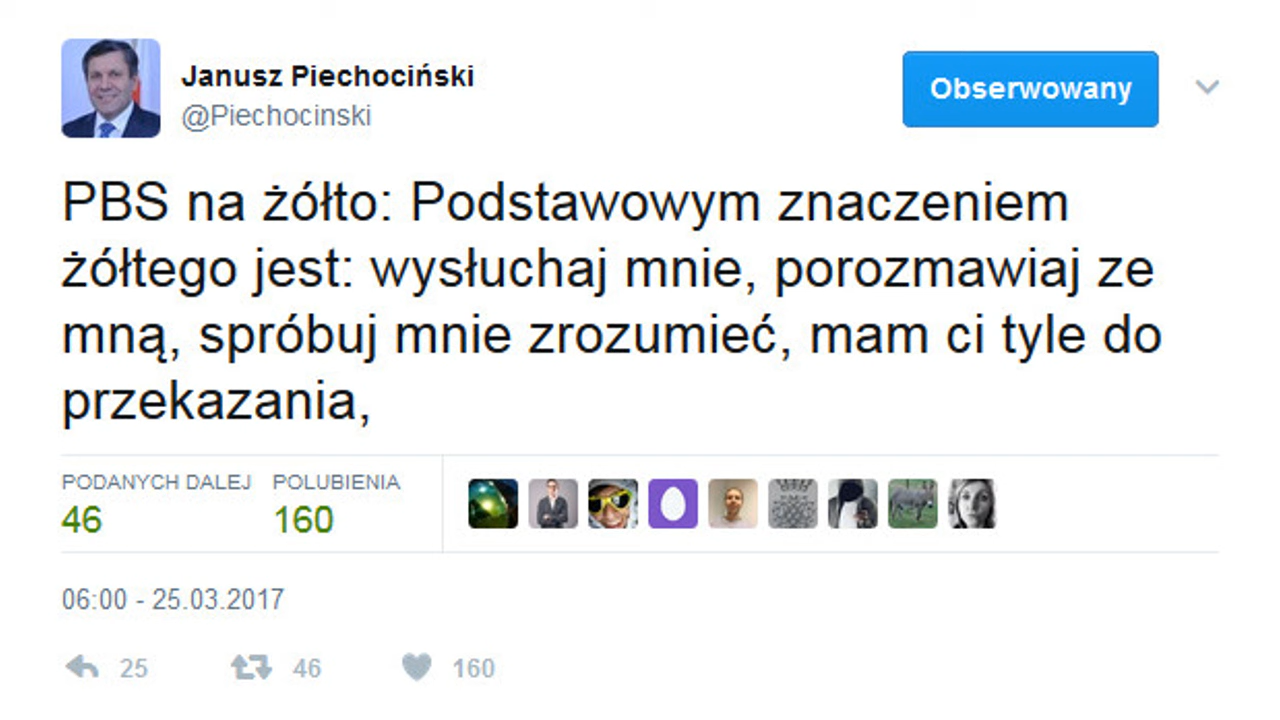 Janusz Piechociński
@Piechocinski
Obserwowany
PBS na żółto: Podstawowym znaczeniem
żółtego jest: wysłuchaj mnie, porozmawiaj ze
mną, spróbuj mnie zrozumieć, mam ci tyle do
przekazania,
PODANYCH DALEJ POLUBIENIA
46 160
06:00 - 25.03.2017
25 46 160